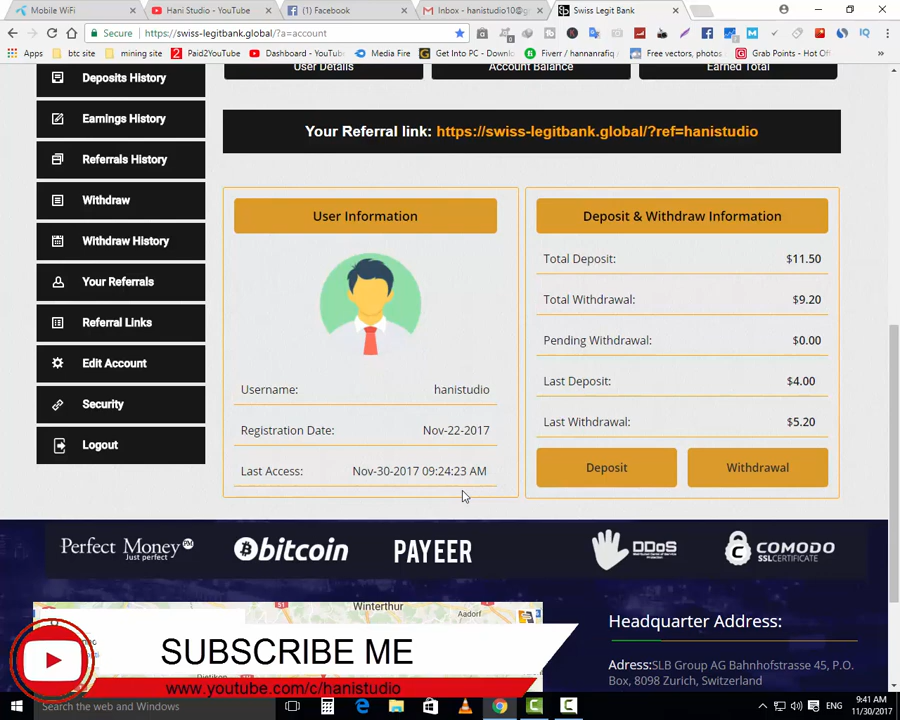 Mobile WiFi
Hani Studio - YouTube
(1) Facebook
Inbox - hanistudio10@g
Swiss Legit Bank
Secure
https://swiss-legitbank.global/?a=account
Apps
btc site
mining site
Paid2YouTube
Dashboard - YouTub
Media Fire
Get Into PC - Downlo
Fiverr / hannanrafiq
Free vectors, photos
Grab Points - Hot Off
Deposits History
Earnings History
Referrals History
Withdraw
Withdraw History
Your Referrals
Referral Links
Edit Account
Security
Logout
User Details
Account Balance
Earned Total
Your Referral link: https://swiss-legitbank.global/?ref=hanistudio
User Information
Username: hanistudio
Registration Date: Nov-22-2017
Last Access: Nov-30-2017 09:24:23 AM
Deposit & Withdraw Information
Total Deposit: $11.50
Total Withdrawal: $9.20
Pending Withdrawal: $0.00
Last Deposit: $4.00
Last Withdrawal: $5.20
Deposit
Withdrawal
Perfect Money PM
Just perfect
bitcoin
PAYEER
DDoS
COMODO
SSL CERTIFICATE
Winterthur
Aadorf
Headquarter Address:
Adress:SLB Group AG Bahnhofstrasse 45, P.O.
Box, 8098 Zurich, Switzerland
SUBSCRIBE ME
www.youtube.com/c/hanistudio
Search the web and Windows
ENG
9:41 AM
11/30/2017